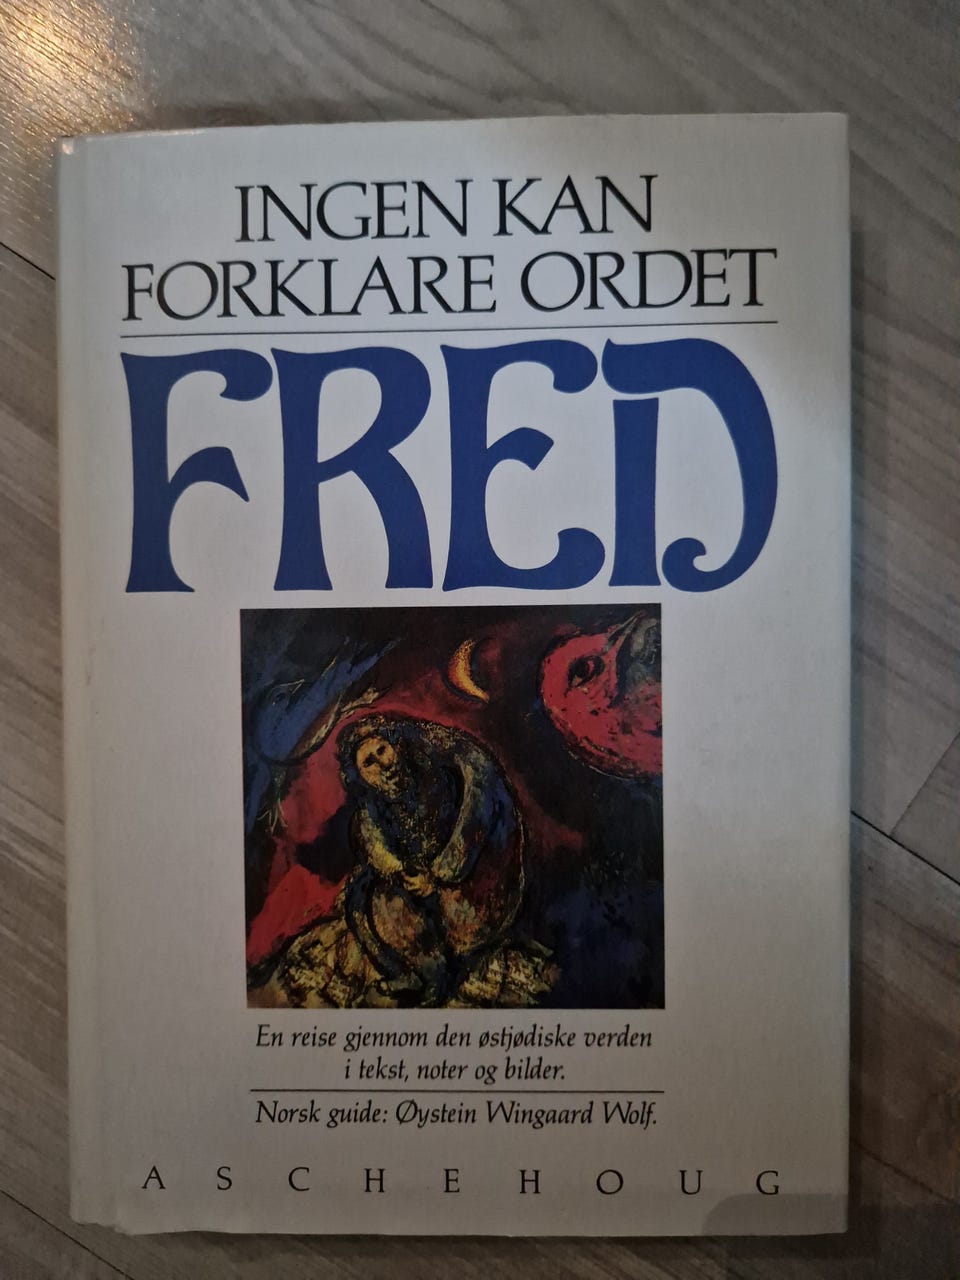 INGEN KAN
FORKLARE ORDET
FRED
En reise gjennom den østjødiske verden
i tekst, noter og bilder.
Norsk guide: Øystein Wingaard Wolf.
ASCHEHOUG